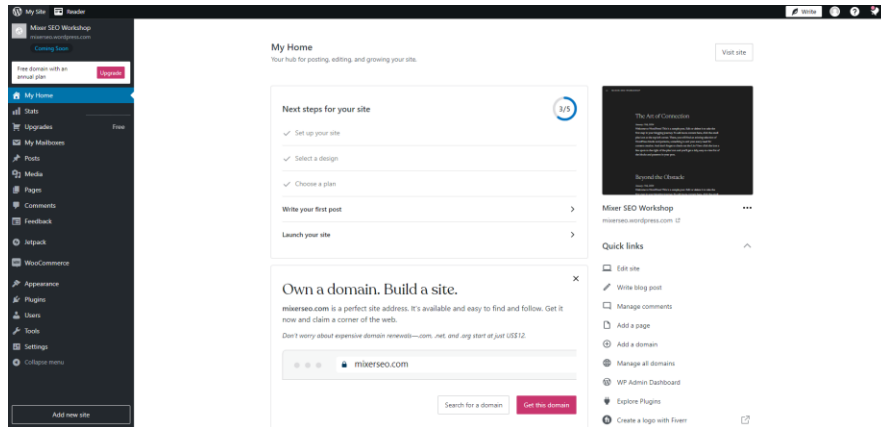 My Site
Reader
Write
Mixer SEO Workshop
mixerseo.wordpress.com
Coming Soon
Free domain with an
annual plan
Upgrade
My Home
Stats
Upgrades
Free
My Mailboxes
Posts
Media
Pages
Comments
Feedback
Jetpack
WooCommerce
Appearance
Plugins
Users
Tools
Settings
Collapse menu
Add new site
My Home
Your hub for posting, editing, and growing your site.
Visit site
Next steps for your site
3/5
Set up your site
Select a design
Choose a plan
Write your first post
Launch your site
Own a domain. Build a site.
mixerseo.com is a perfect site address. It's available and easy to find and follow. Get it
now and claim a corner of the web.
Don't worry about expensive domain renewals—.com, .net, and .org start at just US$12.
mixerseo.com
Search for a domain
Get this domain
The Art of Connection
Beyond the Obstacle
Mixer SEO Workshop
mixerseo.wordpress.com
Quick links
Edit site
Write blog post
Manage comments
Add a page
Add a domain
Manage all domains
WP Admin Dashboard
Explore Plugins
Create a logo with Fiverr